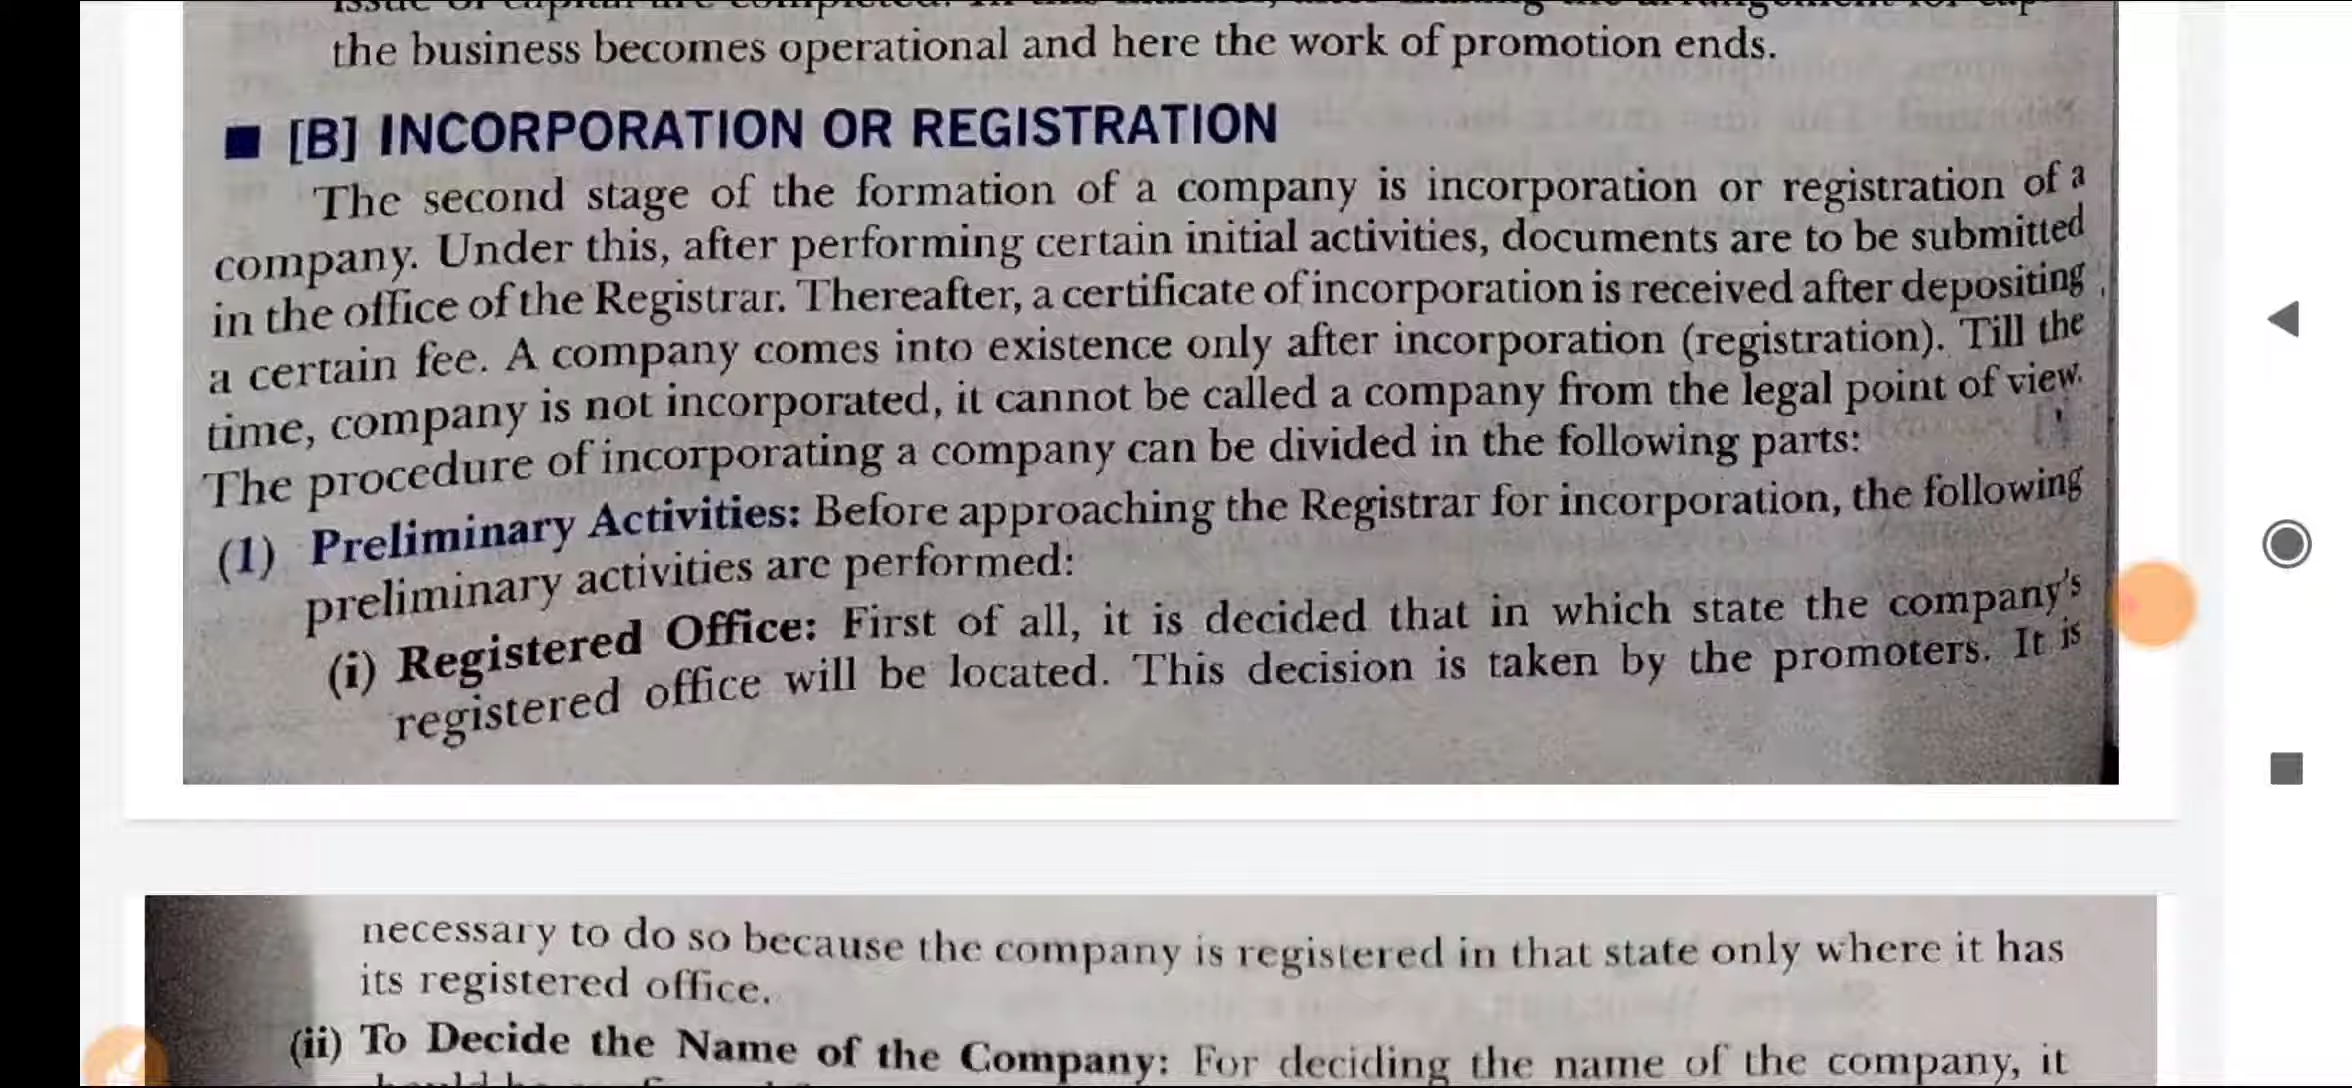 the business becomes operational and here the work of promotion ends.
[B] INCORPORATION OR REGISTRATION
The second stage of the formation of a company is incorporation or registration of a
company. Under this, after performing certain initial activities, documents are to be submitted
in the office of the Registrar. Thereafter, a certificate of incorporation is received after depositing
a certain fee. A company comes into existence only after incorporation (registration). Till the
time, company is not incorporated, it cannot be called a company from the legal point of view.
The procedure of incorporating a company can be divided in the following parts:
(1) Preliminary Activities: Before approaching the Registrar for incorporation, the following
preliminary activities are performed:
(i) Registered Office: First of all, it is decided that in which state the company's
registered office will be located. This decision is taken by the promoters. It is
necessary to do so because the company is registered in that state only where it has
its registered office.
(ii) To Decide the Name of the Company: For deciding the name of the company, it